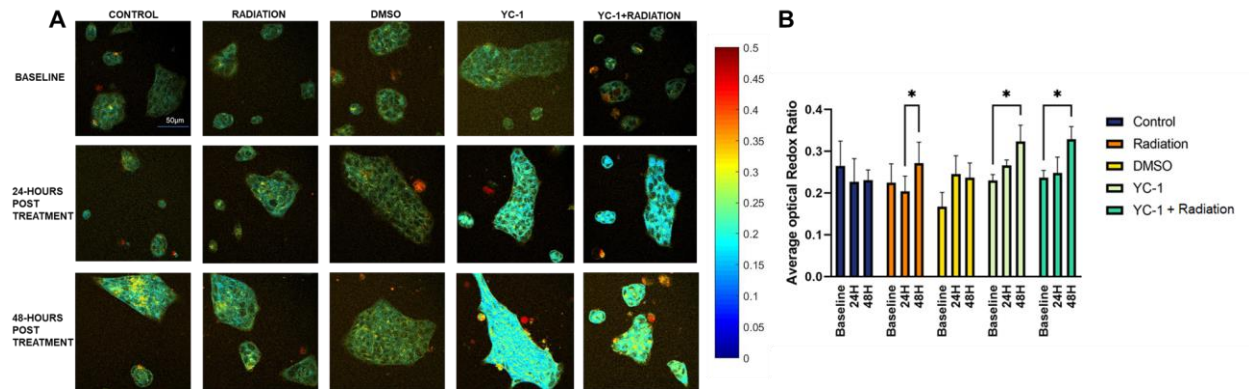 A
CONTROL
RADIATION
DMSO
YC-1
YC-1+RADIATION
BASELINE
50µm
24-HOURS
POST
TREATMENT
48-HOURS
POST
TREATMENT
0.5
0.45
0.4
0.35
0.3
0.25
0.2
0.15
0.1
0.05
0
B
Average optical Redox Ratio
0.4
0.3
0.2
0.1
0.0
*
*
*
Baseline
24H
48H
Baseline
24H
48H
Baseline
24H
48H
Baseline
24H
48H
Baseline
24H
48H
Control
Radiation
DMSO
YC-1
YC-1 + Radiation